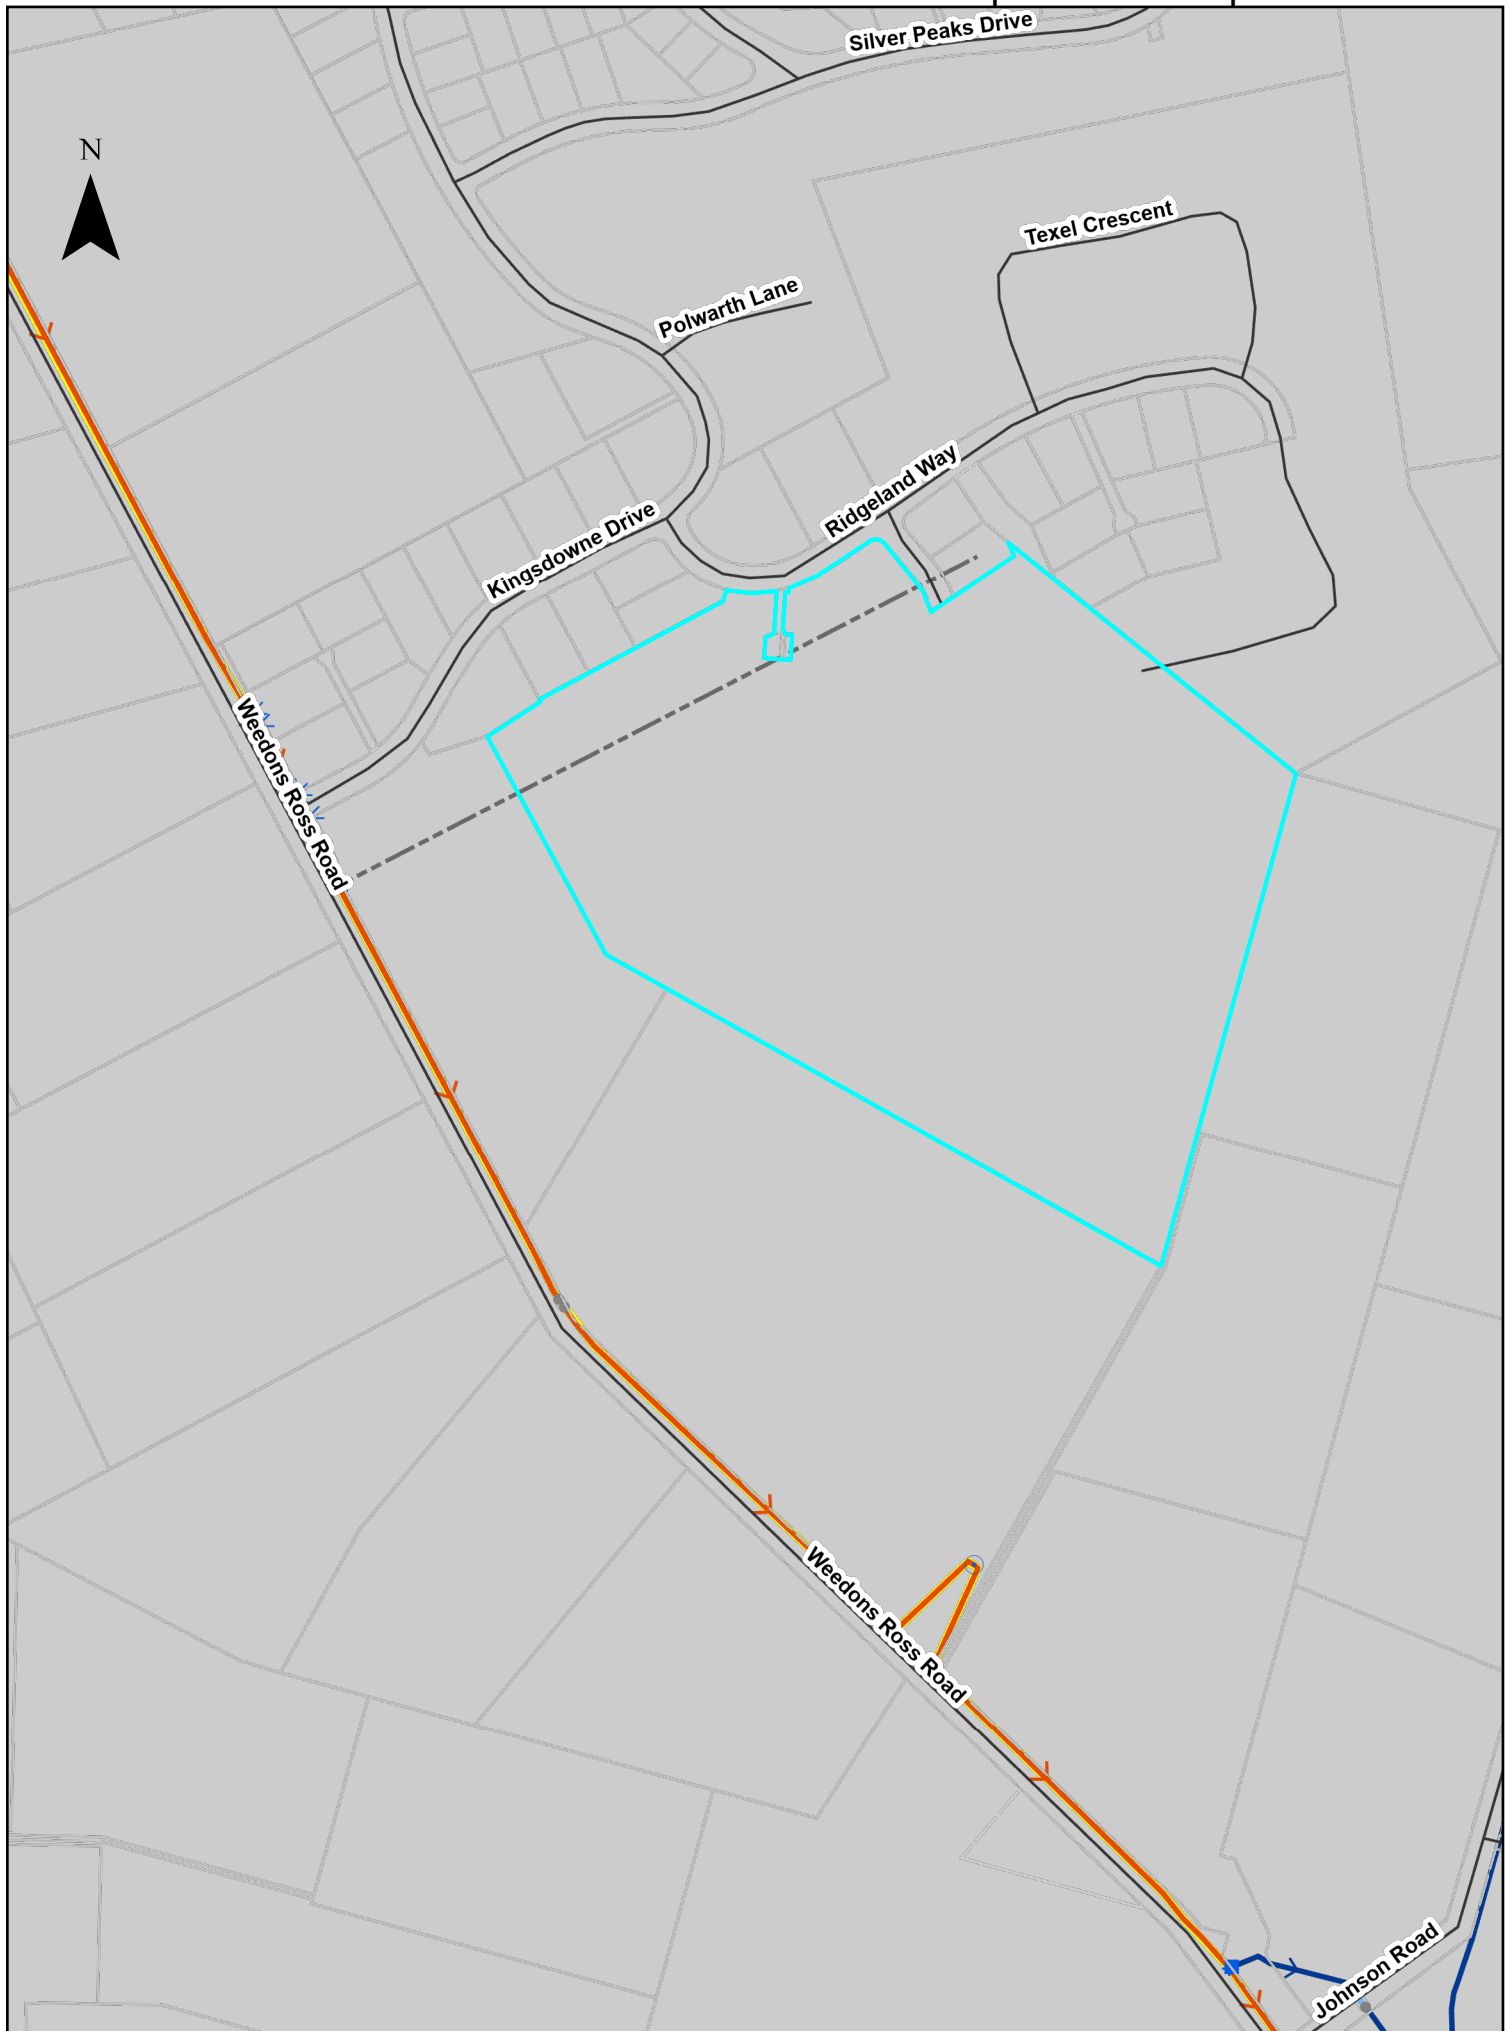 Silver Peaks Drive
N
Texel Crescent
Polwarth Lane
Ridgeland Way
Kingsdowne Drive
Weedons Ross Road
Weedons Ross Road
Johnson Road